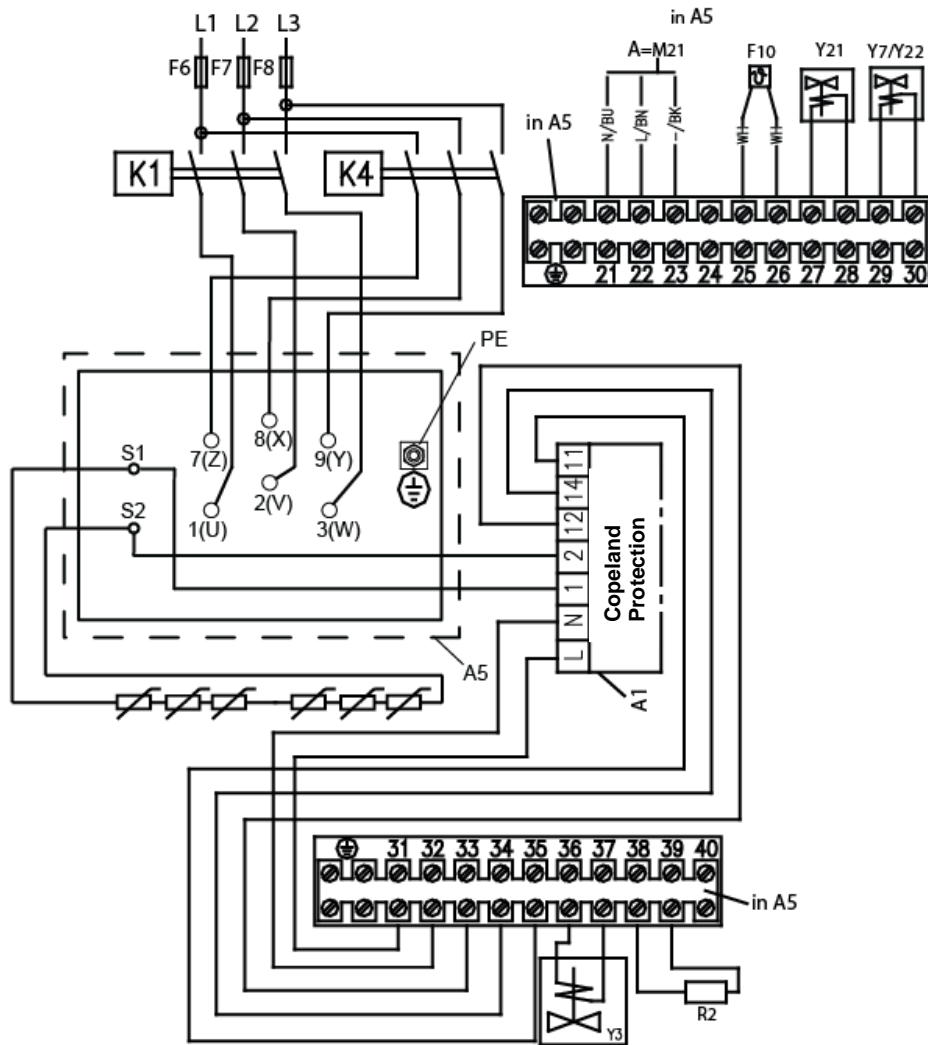 in A5
L1 L2 L3
A=M21 F10 Y21 Y7/Y22
F6 F7 F8
N/BU L/BN -/BK WH WH
in A5
K1 K4
21 22 23 24 25 26 27 28 29 30
PE
8(X)
7(Z) 9(Y)
S1
11
14
2(V)
1(U) 3(W)
S2
12
2
1
N
L
Copeland
Protection
A5
A1
31 32 33 34 35 36 37 38 39 40
in A5
R2
Y3